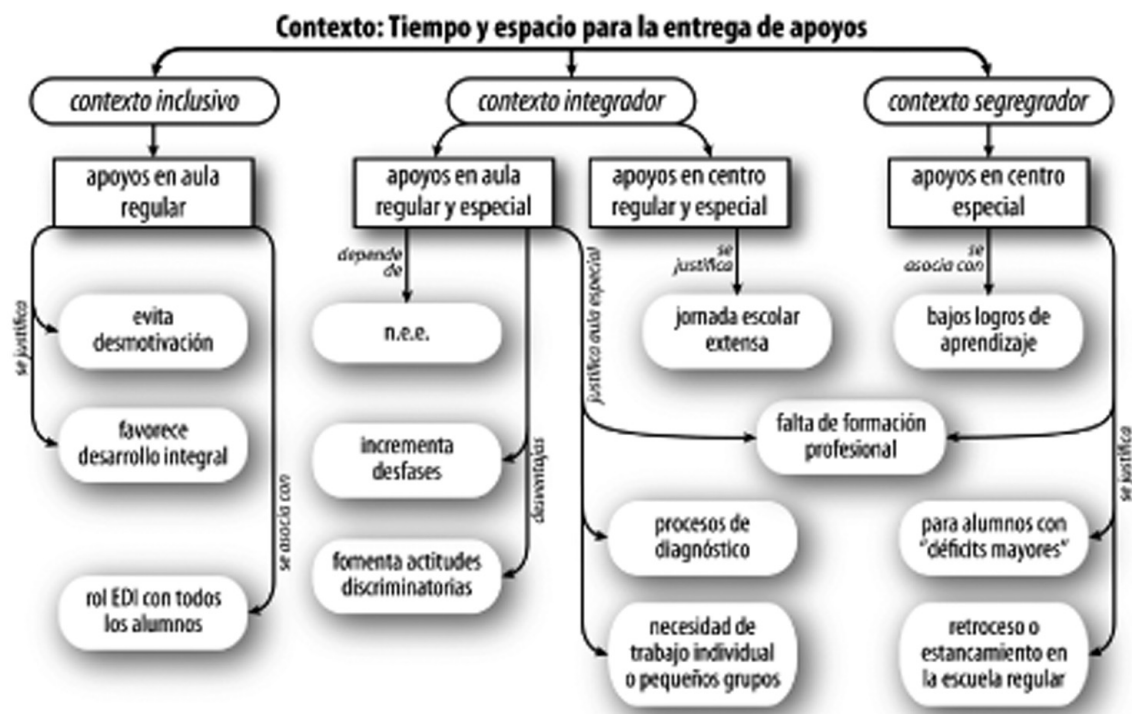 Contexto: Tiempo y espacio para la entrega de apoyos
contexto inclusivo
contexto integrador
contexto segregrador
apoyos en aula
regular
apoyos en aula
regular y especial
apoyos en centro
regular y especial
apoyos en centro
especial
se justifica
evita
desmotivación
favorece
desarrollo integral
se asocia con
rol EDI con todos
los alumnos
depende
de
n.e.e.
desventajas
incrementa
desfases
fomenta actitudes
discriminatorias
justifica aula especial
se
justifica
jornada escolar
extensa
se
asocia con
bajos logros de
aprendizaje
falta de formación
profesional
procesos de
diagnóstico
necesidad de
trabajo individual
o pequeños grupos
se justifica
para alumnos con
"déficits mayores"
retroceso o
estancamiento en
la escuela regular